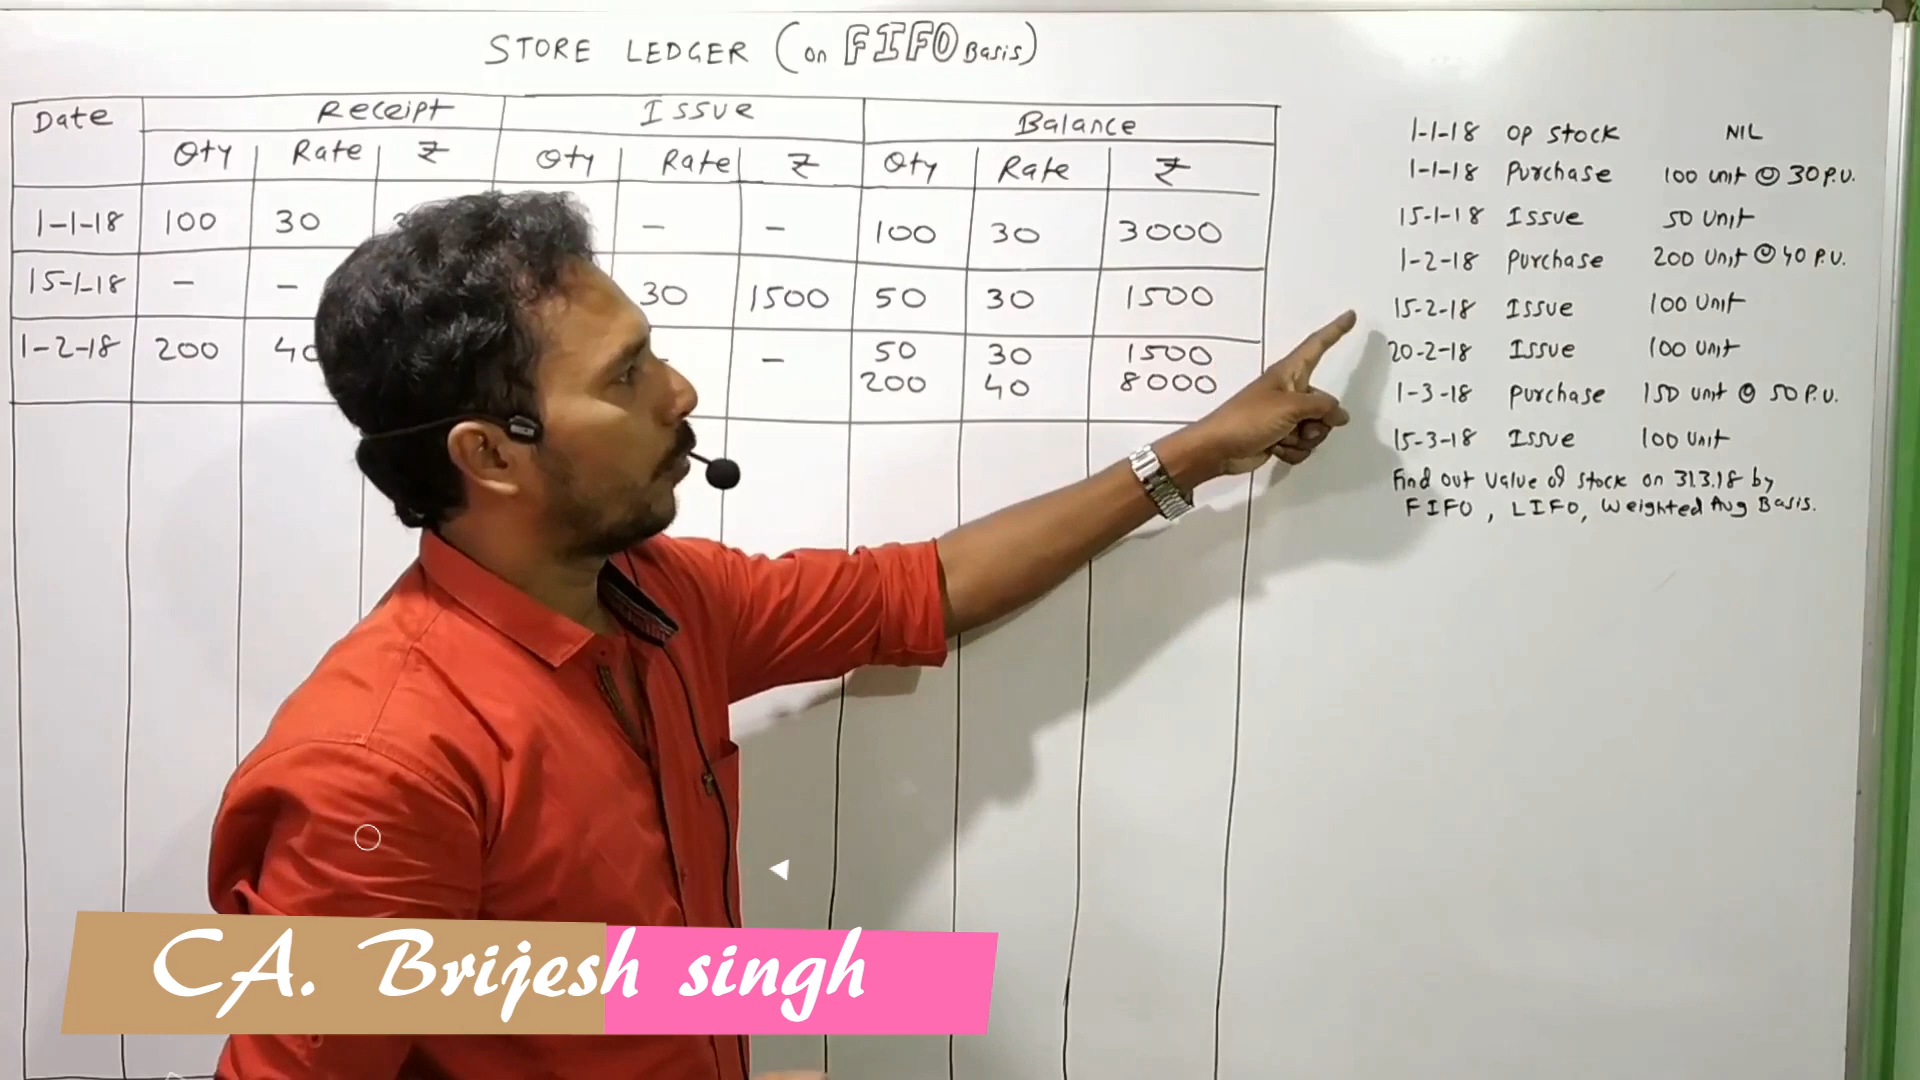 STORE LEDGER (on FIFO Basis)
Date Receipt Issue Balance
Qty Rate ₹ Qty Rate ₹ Qty Rate ₹
1-1-18 100 30 - - 100 30 3000
15-1-18 - - 30 1500 50 30 1500
1-2-18 200 40 - - 50 30 1500
200 40 8000
1-1-18 Op Stock NIL
1-1-18 Purchase 100 unit @ 30 P.U.
15-1-18 Issue 50 Unit
1-2-18 Purchase 200 Unit @ 40 P.U.
15-2-18 Issue 100 Unit
20-2-18 Issue 100 Unit
1-3-18 Purchase 150 unit @ 50 P.U.
15-3-18 Issue 100 Unit
Find out Value of Stock on 31.3.18 by
FIFO, LIFO, Weighted Avg Basis.
CA. Brijesh singh